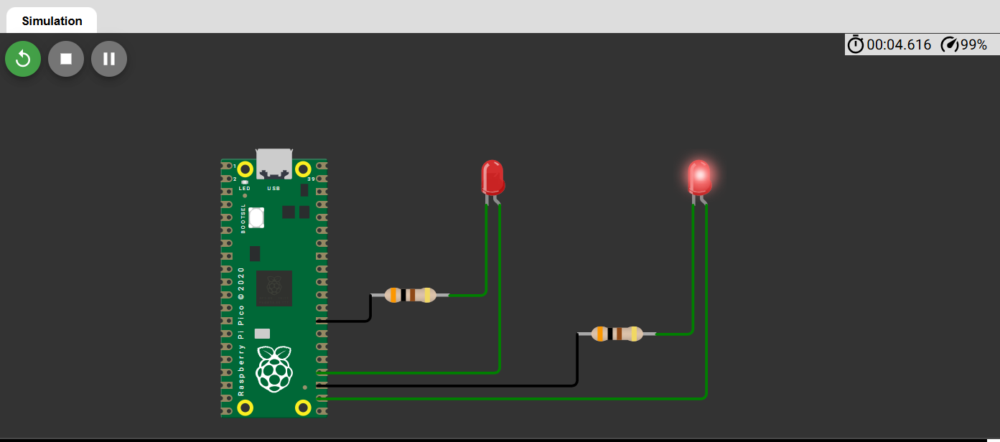 Simulation
00:04.616 99%
1
2
39
LED
USB
BOOTSEL
Raspberry Pi Pico ©2020